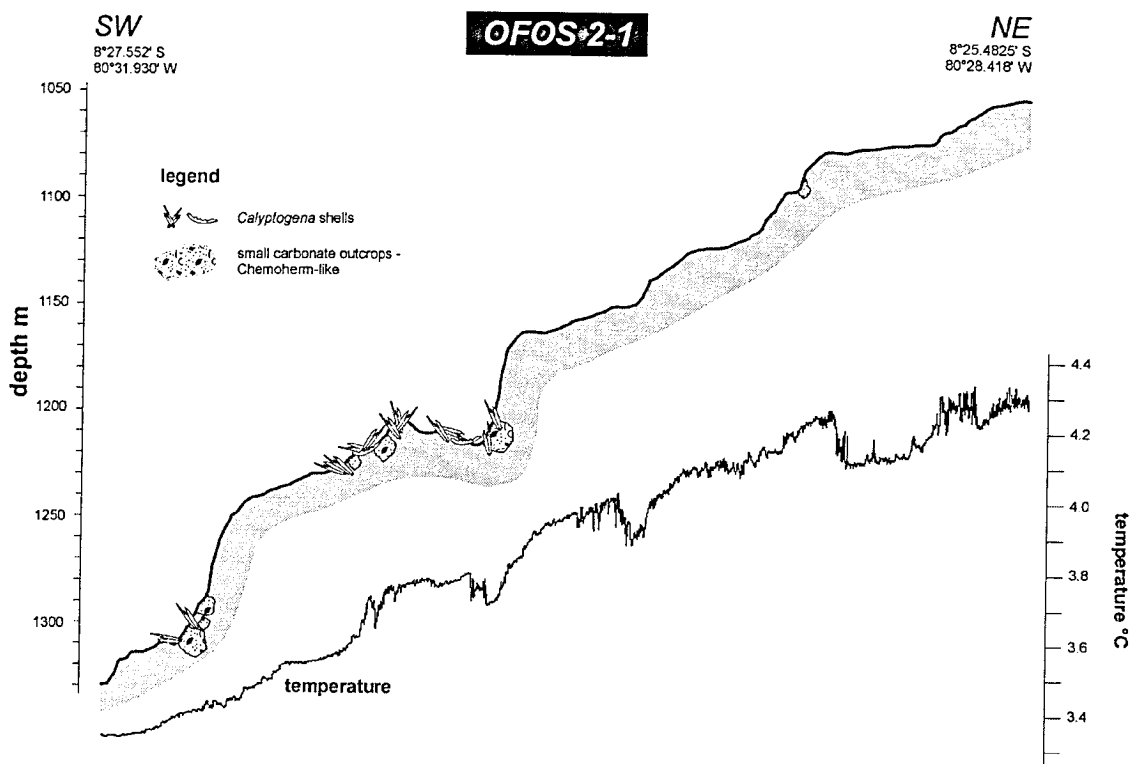 SW
8°27.552' S
80°31.930' W
OFOS 2-1
NE
8°25.4825' S
80°28.418' W
1050
1100
1150
1200
1250
1300
depth m
legend
Calyptogena shells
small carbonate outcrops -
Chemoherm-like
temperature
4.4
4.2
4.0
3.8
3.6
3.4
temperature °C